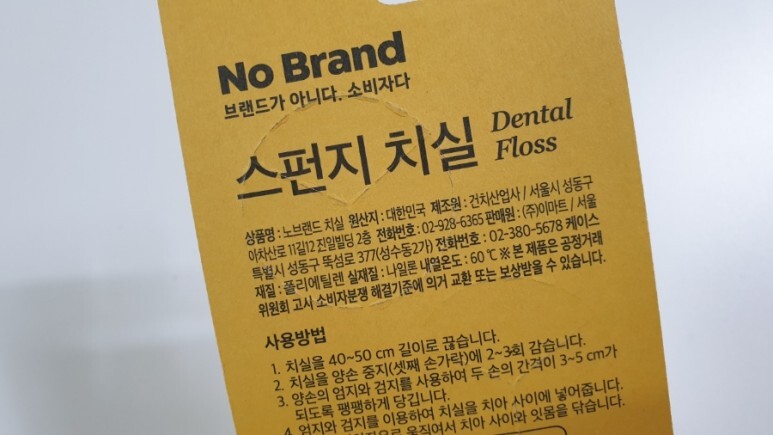 No Brand
브랜드가 아니다. 소비자다
스펀지 치실 Dental Floss
상품명 : 노브랜드 치실 원산지 : 대한민국 제조원 : 건치산업사 / 서울시 성동구
아차산로 11길12 진일빌딩 2층 전화번호 : 02-928-6365 판매원 : (주)이마트 / 서울
특별시 성동구 뚝섬로 377(성수동2가) 전화번호 : 02-380-5678 케이스
재질 : 폴리에틸렌 실재질 : 나일론 내열온도 : 60℃ ※ 본 제품은 공정거래
위원회 고시 소비자분쟁 해결기준에 의거 교환 또는 보상받을 수 있습니다.
사용방법
1. 치실을 40~50 cm 길이로 끊습니다.
2. 치실을 양손 중지(셋째 손가락)에 2~3회 감습니다.
3. 양손의 엄지와 검지를 사용하여 두 손의 간격이 3~5 cm가
되도록 팽팽하게 당깁니다.
4. 엄지와 검지를 이용하여 치실을 치아 사이에 넣어줍니다.
움직여서 치아 사이와 잇몸을 닦습니다.